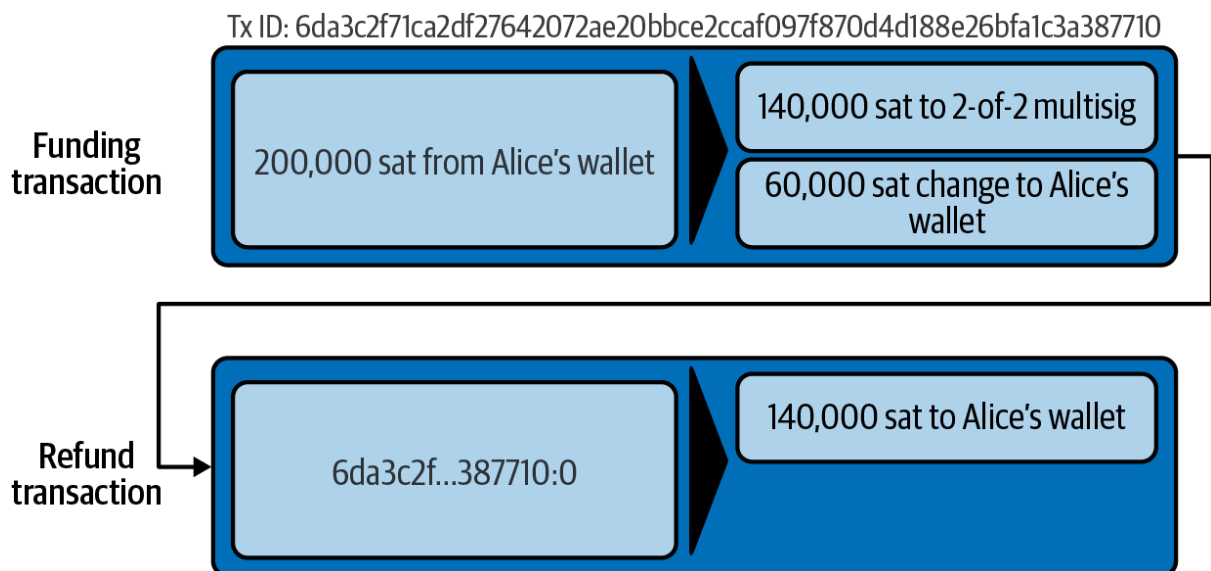 Tx ID: 6da3c2f71ca2df27642072ae20bbce2ccaf097f870d4d188e26bfa1c3a387710
Funding
transaction
200,000 sat from Alice's wallet
140,000 sat to 2-of-2 multisig
60,000 sat change to Alice's
wallet
Refund
transaction
6da3c2f...387710:0
140,000 sat to Alice's wallet